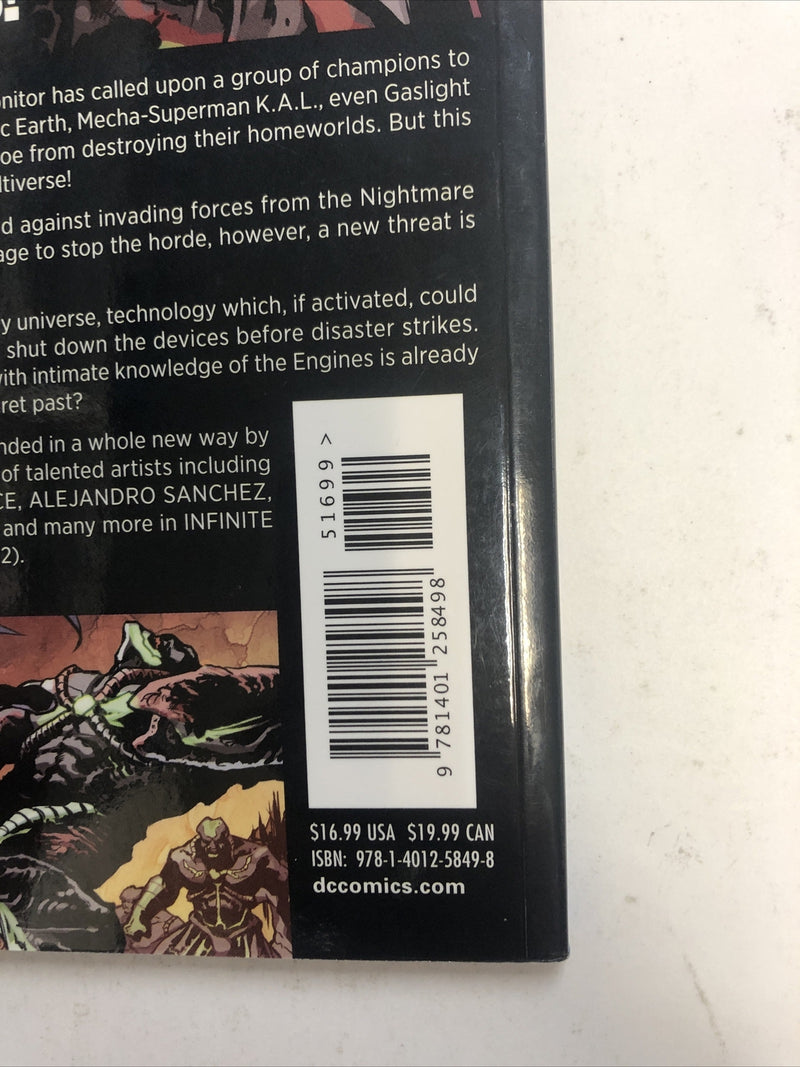 onitor has called upon a group of champions to
c Earth, Mecha-Superman K.A.L., even Gaslight
oe from destroying their homeworlds. But this
ltiverse!
d against invading forces from the Nightmare
age to stop the horde, however, a new threat is
y universe, technology which, if activated, could
shut down the devices before disaster strikes.
with intimate knowledge of the Engines is already
ret past?
nded in a whole new way by
of talented artists including
CE, ALEJANDRO SANCHEZ,
and many more in INFINITE
2).
51699 >
9 781401 258498
$16.99 USA $19.99 CAN
ISBN: 978-1-4012-5849-8
dccomics.com